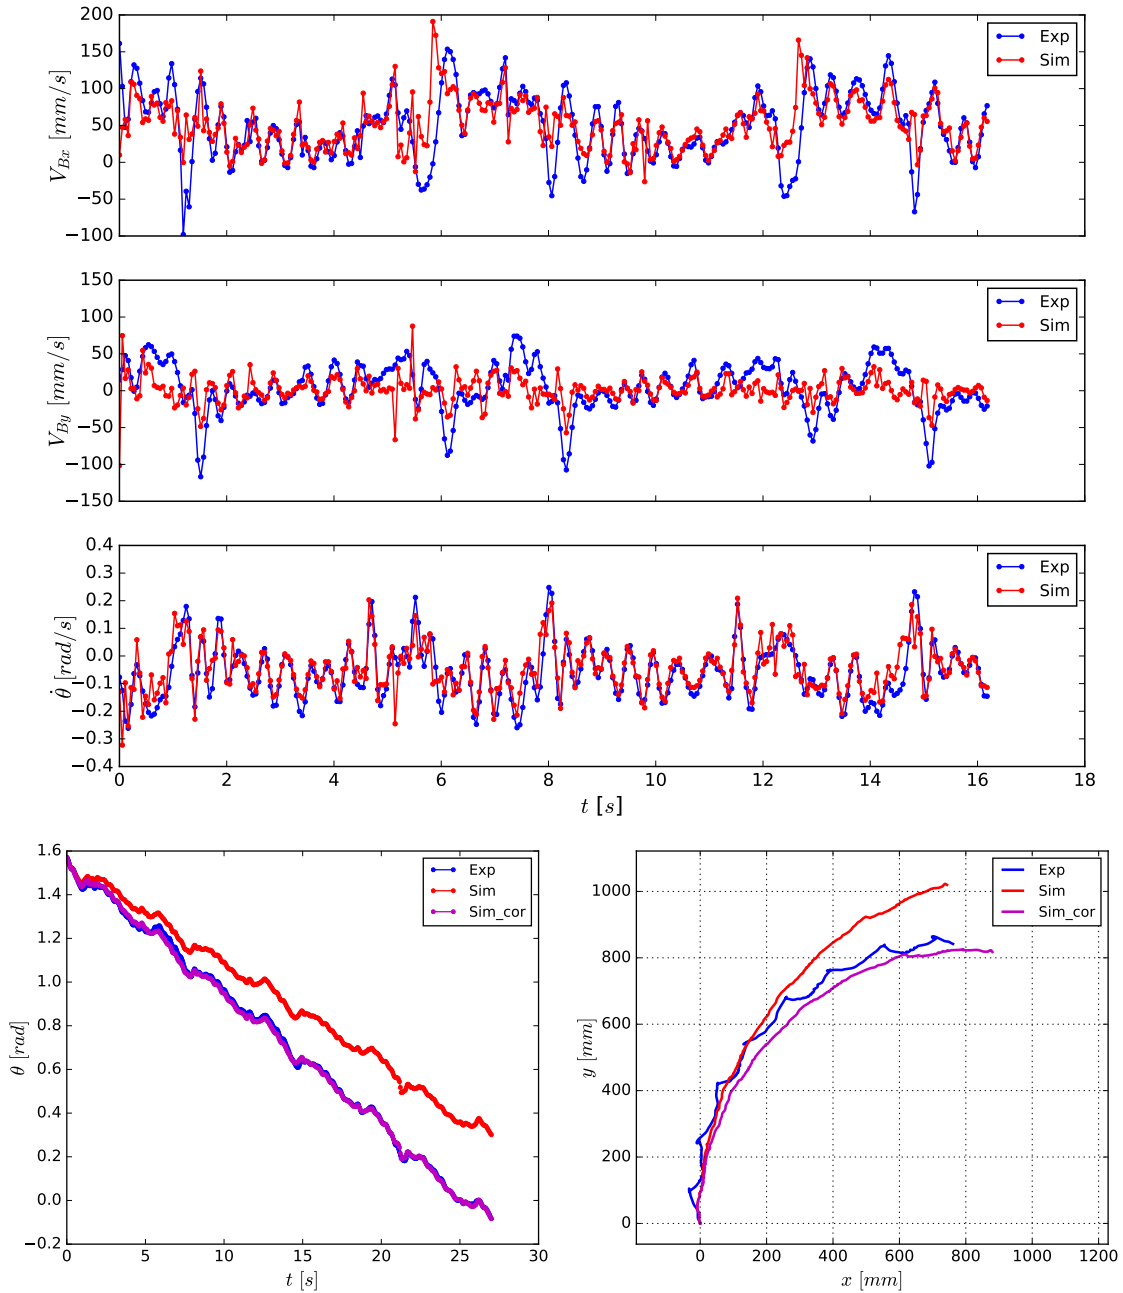 200
150
100
50
0
−50
−100
V_{Bx} [mm/s]
Exp
Sim
150
100
50
0
−50
−100
−150
V_{By} [mm/s]
Exp
Sim
0.4
0.3
0.2
0.1
0.0
−0.1
−0.2
−0.3
−0.4
θ̇ [rad/s]
Exp
Sim
0 2 4 6 8 10 12 14 16 18
t [s]
1.6
1.4
1.2
1.0
0.8
0.6
0.4
0.2
0.0
−0.2
θ [rad]
Exp
Sim
Sim_cor
0 5 10 15 20 25 30
t [s]
1000
800
600
400
200
0
y [mm]
Exp
Sim
Sim_cor
0 200 400 600 800 1000 1200
x [mm]